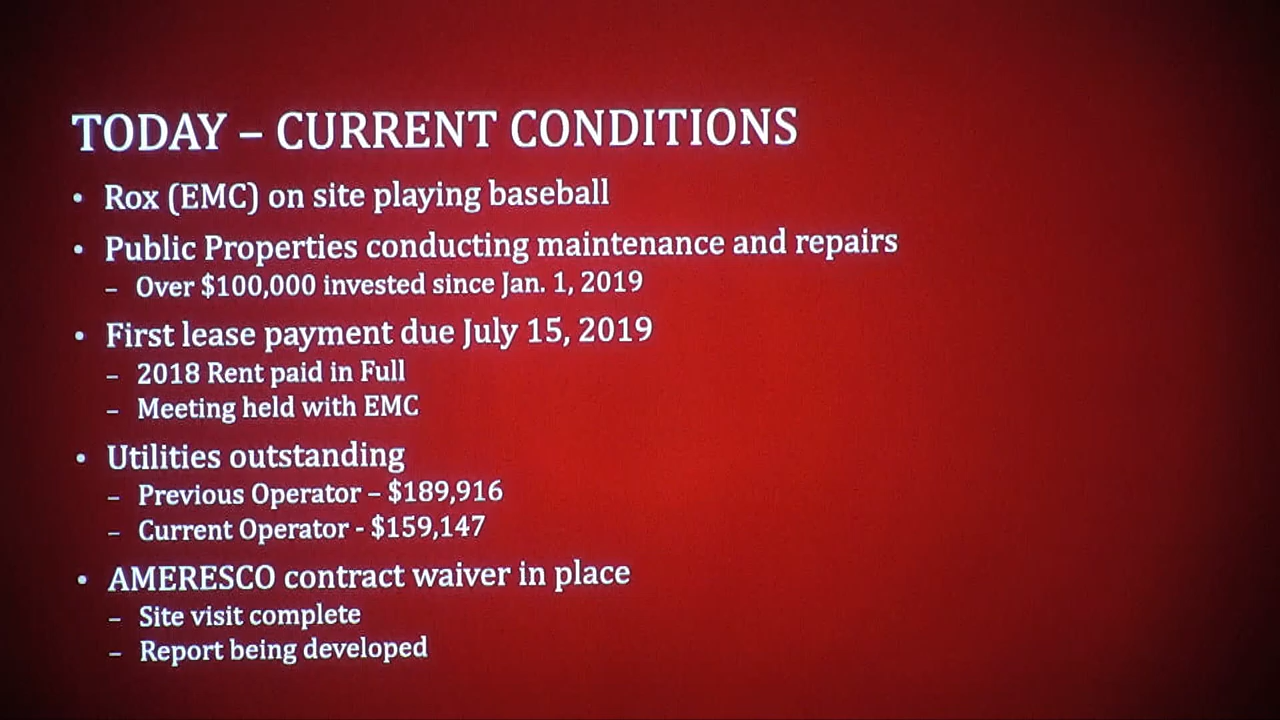 TODAY – CURRENT CONDITIONS
• Rox (EMC) on site playing baseball
• Public Properties conducting maintenance and repairs
– Over $100,000 invested since Jan. 1, 2019
• First lease payment due July 15, 2019
– 2018 Rent paid in Full
– Meeting held with EMC
• Utilities outstanding
– Previous Operator – $189,916
– Current Operator - $159,147
• AMERESCO contract waiver in place
– Site visit complete
– Report being developed